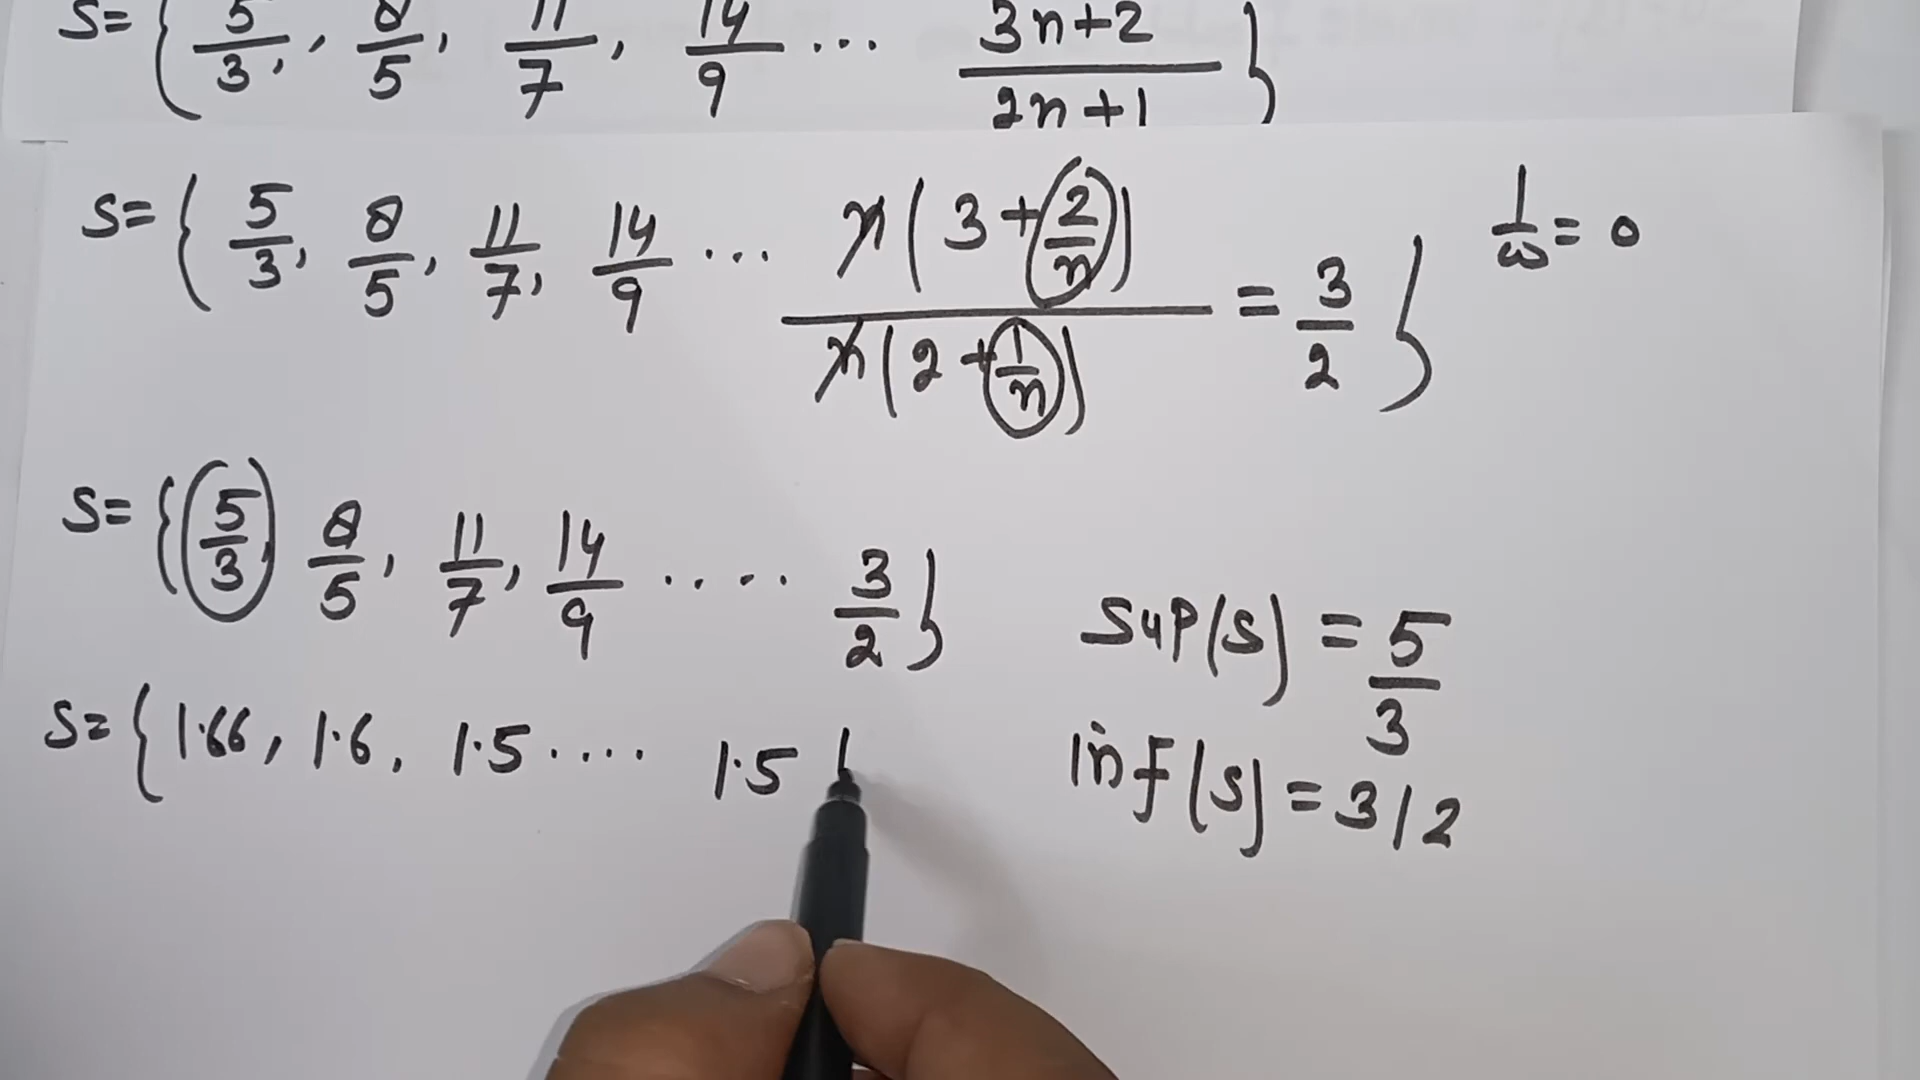 S= { 5/3, 8/5, 11/7, 14/9 ... 3n+2/2n+1 }
S= { 5/3, 8/5, 11/7, 14/9 ... n(3+2/n)/n(2+1/n) = 3/2 } 1/∞ = 0
S= { 5/3, 8/5, 11/7, 14/9 ..... 3/2 }
Sup(S) = 5/3
S= { 1.66, 1.6, 1.5 .... 1.5
inf(S) = 3/2